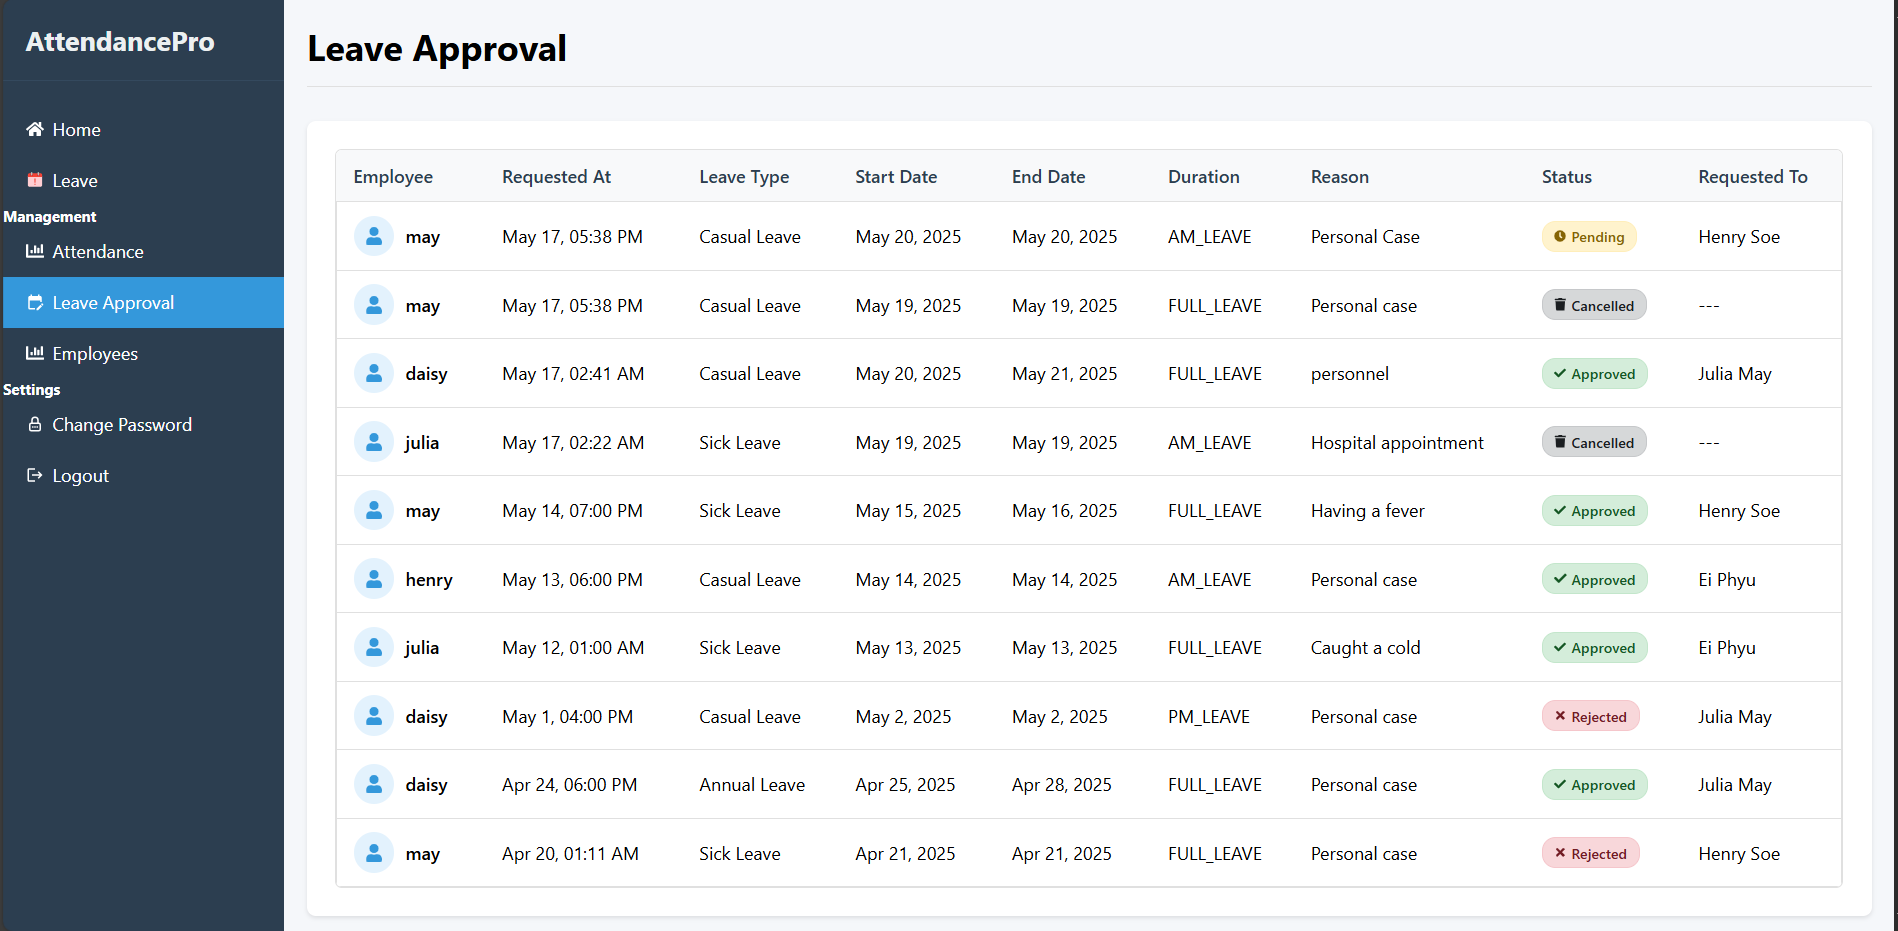 AttendancePro
Home
Leave
Management
Attendance
Leave Approval
Employees
Settings
Change Password
Logout
Leave Approval
Employee Requested At Leave Type Start Date End Date Duration Reason Status Requested To
may May 17, 05:38 PM Casual Leave May 20, 2025 May 20, 2025 AM_LEAVE Personal Case Pending Henry Soe
may May 17, 05:38 PM Casual Leave May 19, 2025 May 19, 2025 FULL_LEAVE Personal case Cancelled ---
daisy May 17, 02:41 AM Casual Leave May 20, 2025 May 21, 2025 FULL_LEAVE personnel Approved Julia May
julia May 17, 02:22 AM Sick Leave May 19, 2025 May 19, 2025 AM_LEAVE Hospital appointment Cancelled ---
may May 14, 07:00 PM Sick Leave May 15, 2025 May 16, 2025 FULL_LEAVE Having a fever Approved Henry Soe
henry May 13, 06:00 PM Casual Leave May 14, 2025 May 14, 2025 AM_LEAVE Personal case Approved Ei Phyu
julia May 12, 01:00 AM Sick Leave May 13, 2025 May 13, 2025 FULL_LEAVE Caught a cold Approved Ei Phyu
daisy May 1, 04:00 PM Casual Leave May 2, 2025 May 2, 2025 PM_LEAVE Personal case Rejected Julia May
daisy Apr 24, 06:00 PM Annual Leave Apr 25, 2025 Apr 28, 2025 FULL_LEAVE Personal case Approved Julia May
may Apr 20, 01:11 AM Sick Leave Apr 21, 2025 Apr 21, 2025 FULL_LEAVE Personal case Rejected Henry Soe